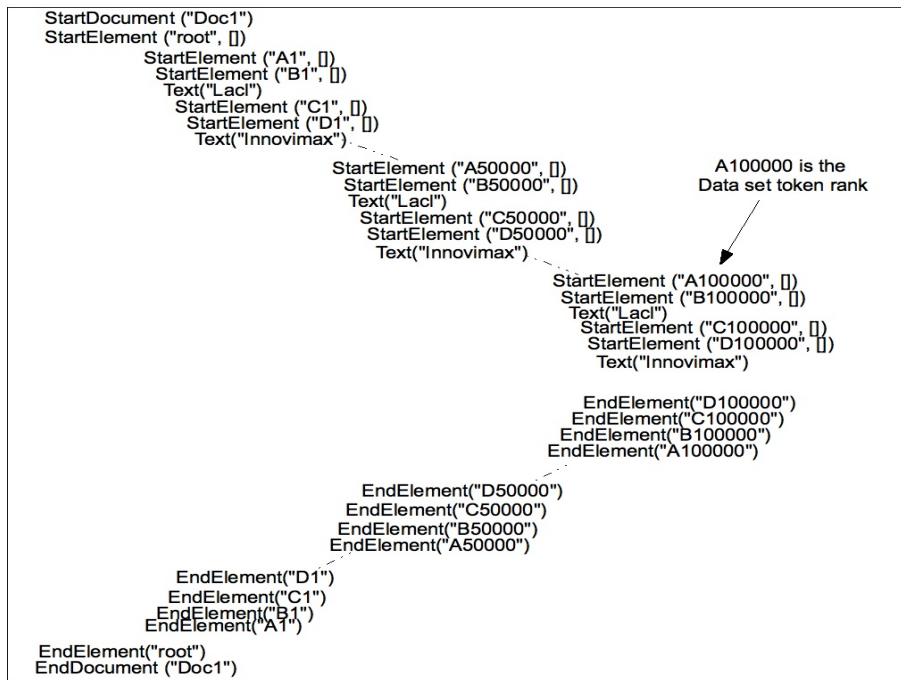 StartDocument ("Doc1")
StartElement ("root", [])
StartElement ("A1", [])
StartElement ("B1", [])
Text("Lacl")
StartElement ("C1", [])
StartElement ("D1", [])
Text("Innovimax")
StartElement ("A50000", [])
StartElement ("B50000", [])
Text("Lacl")
StartElement ("C50000", [])
StartElement ("D50000", [])
Text("Innovimax")
A100000 is the
Data set token rank
StartElement ("A100000", [])
StartElement ("B100000", [])
Text("Lacl")
StartElement ("C100000", [])
StartElement ("D100000", [])
Text("Innovimax")
EndElement("D100000")
EndElement("C100000")
EndElement("B100000")
EndElement("A100000")
EndElement("D50000")
EndElement("C50000")
EndElement("B50000")
EndElement("A50000")
EndElement("D1")
EndElement("C1")
EndElement("B1")
EndElement("A1")
EndElement("root")
EndDocument ("Doc1")